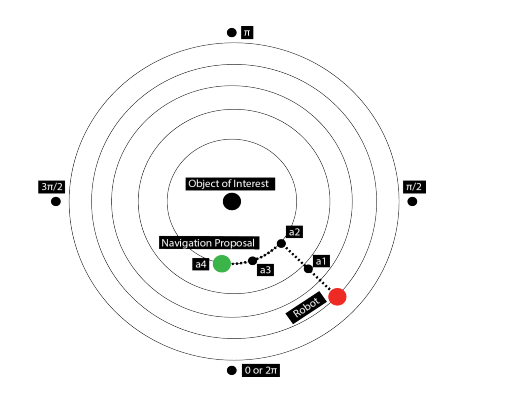 π
3π/2
π/2
Object of Interest
a2
Navigation Proposal
a4
a3
a1
Robot
0 or 2π